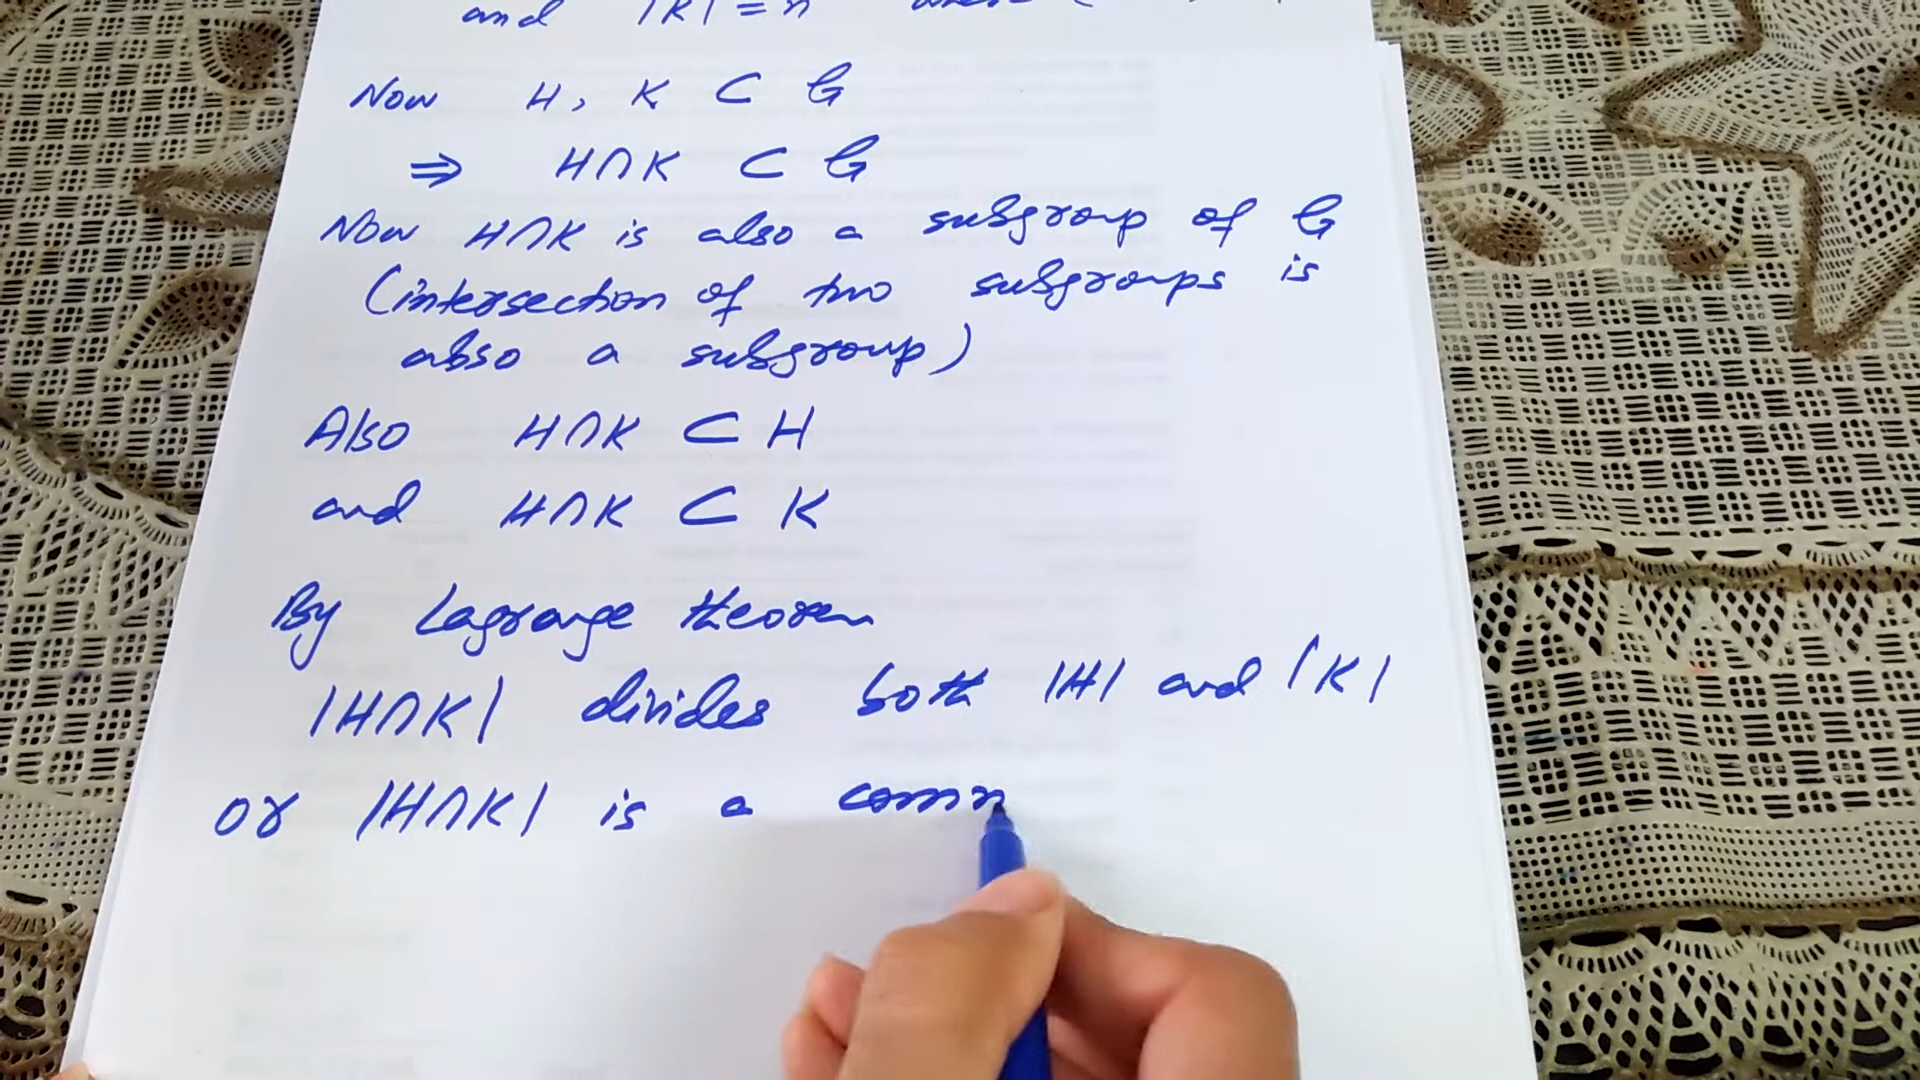 and |K| = n
Now H, K ⊂ G
⇒ H∩K ⊂ G
Now H∩K is also a subgroup of G
(intersection of two subgroups is
also a subgroup)
Also H∩K ⊂ H
and H∩K ⊂ K
By Lagrange theorem
|H∩K| divides both |H| and |K|
or |H∩K| is a comm